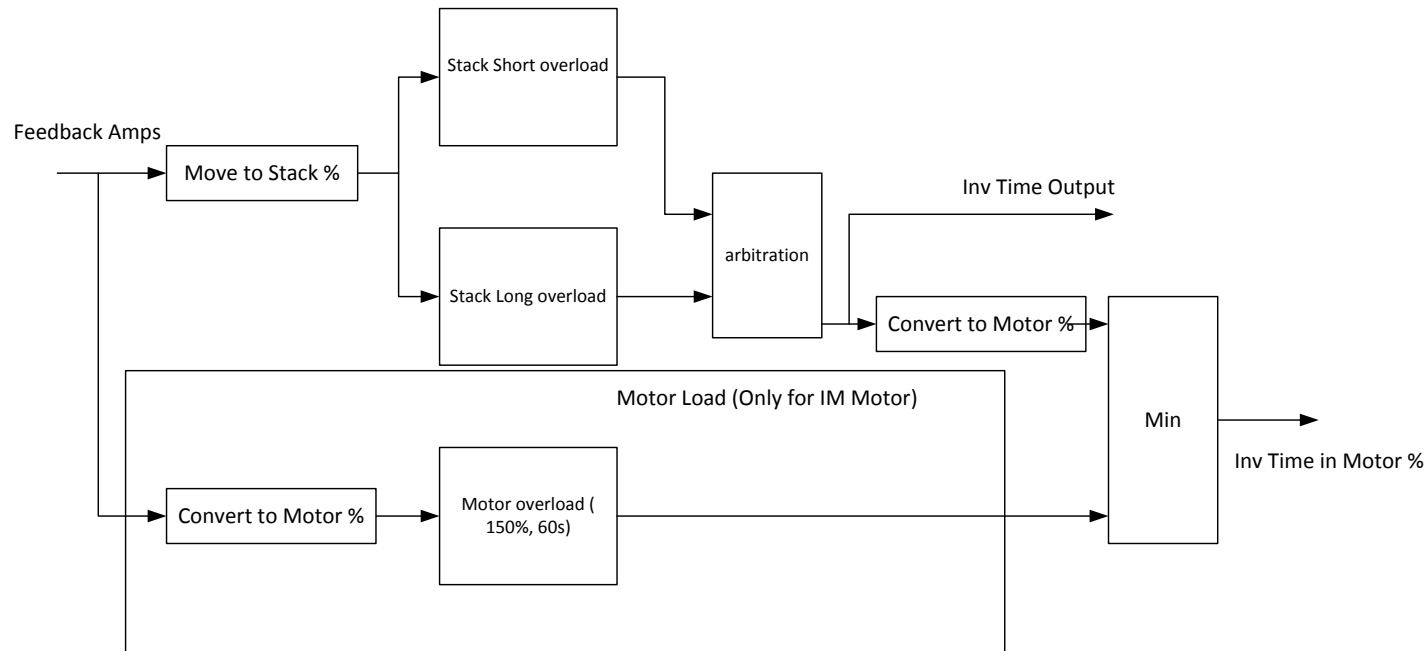 Stack Short overload
Feedback Amps
Move to Stack %
Inv Time Output
arbitration
Stack Long overload
Convert to Motor %
Motor Load (Only for IM Motor)
Min
Inv Time in Motor %
Convert to Motor %
Motor overload (
150%, 60s)